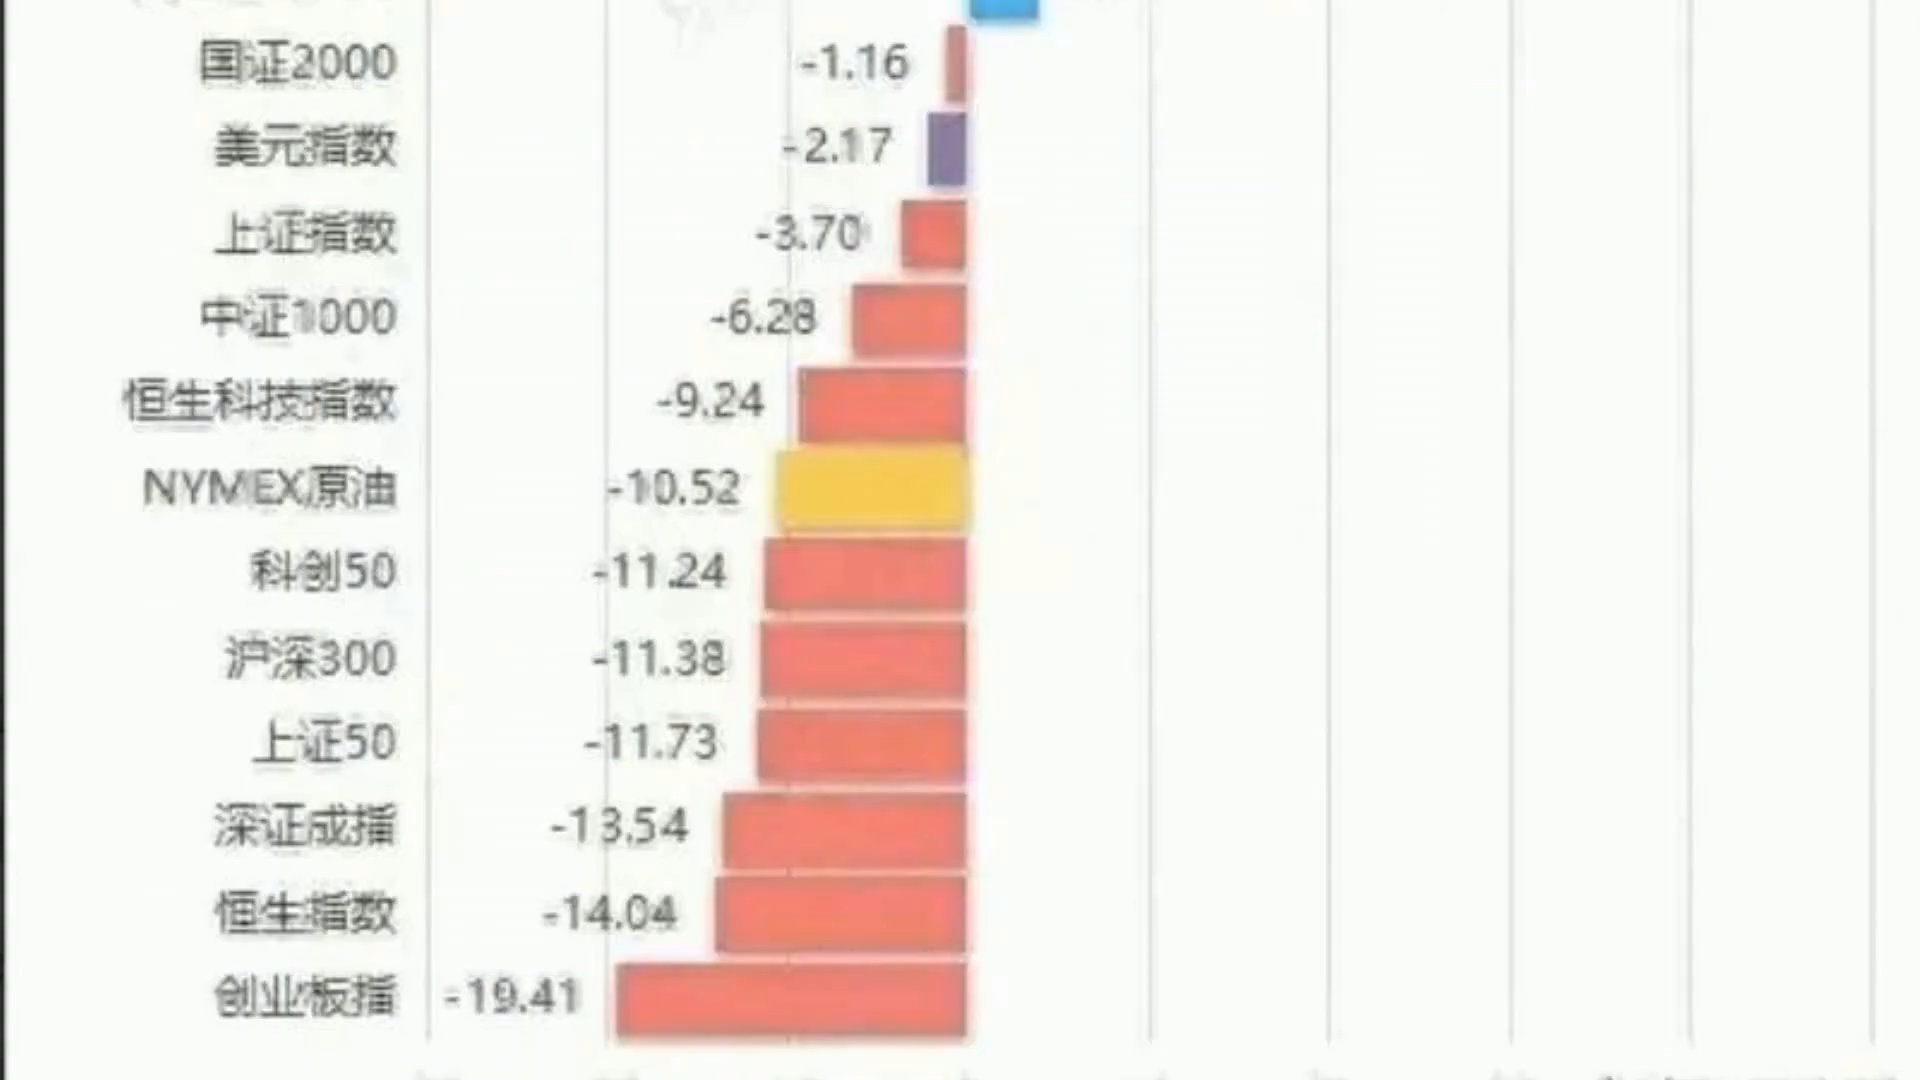 国证2000 -1.16
美元指数 -2.17
上证指数 -3.70
中证1000 -6.28
恒生科技指数 -9.24
NYMEX原油 -10.52
科创50 -11.24
沪深300 -11.38
上证50 -11.73
深证成指 -13.54
恒生指数 -14.04
创业板指 -19.41